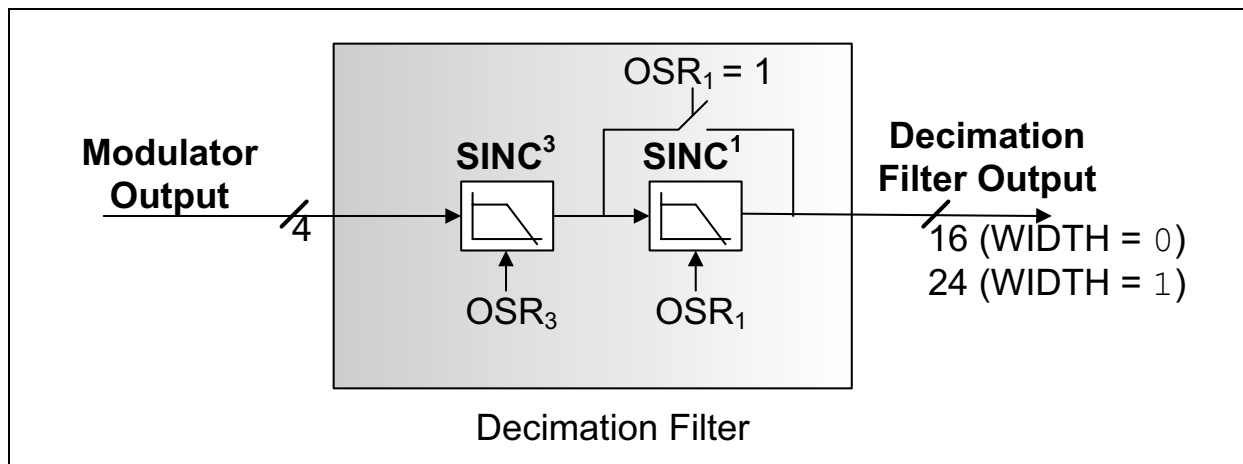 OSR₁ = 1
Modulator
Output
4
SINC³
SINC¹
OSR₃
OSR₁
Decimation
Filter Output
16 (WIDTH = 0)
24 (WIDTH = 1)
Decimation Filter